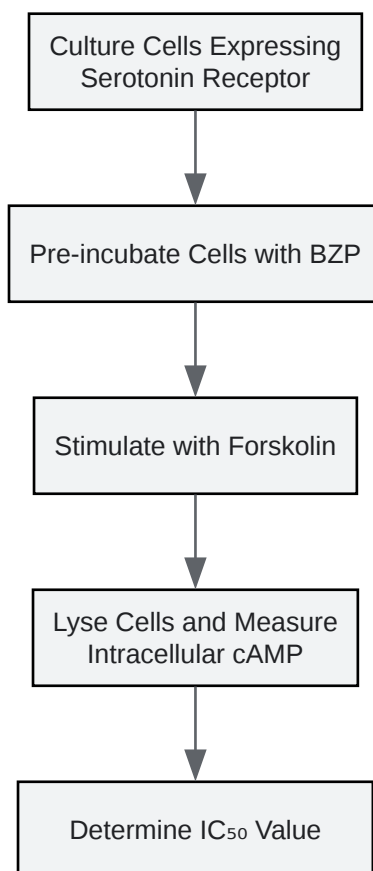 Culture Cells Expressing
Serotonin Receptor
Pre-incubate Cells with BZP
Stimulate with Forskolin
Lyse Cells and Measure
Intracellular cAMP
Determine IC₅₀ Value